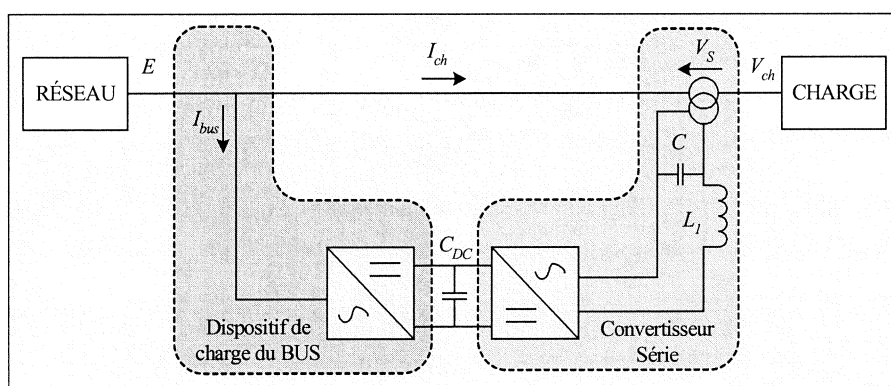 RÉSEAU
E
I_bus
I_ch
V_S
V_ch
CHARGE
C
L_1
C_DC
Dispositif de
charge du BUS
Convertisseur
Série